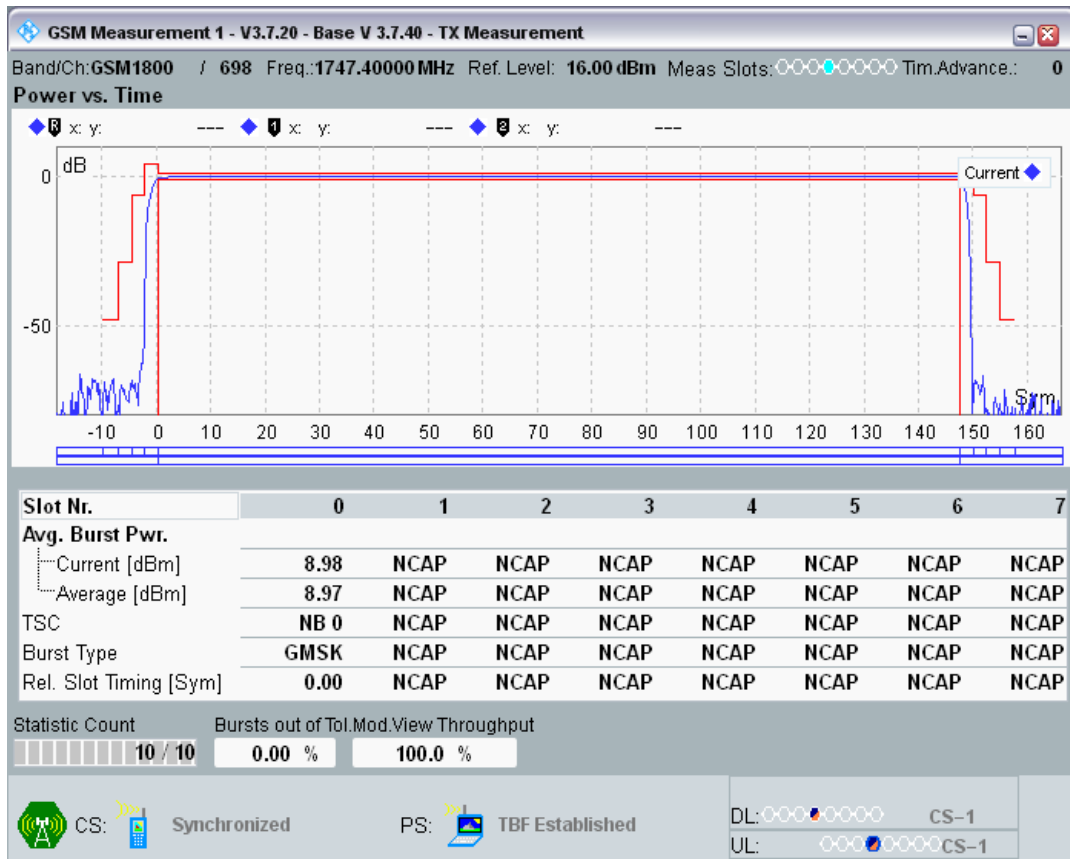 GSM Measurement 1 - V3.7.20 - Base V 3.7.40 - TX Measurement
Band/Ch:GSM1800 / 698 Freq.:1747.40000 MHz Ref. Level: 16.00 dBm Meas Slots: Tim.Advance.: 0
Power vs. Time
R x: y: --- 1 x: y: --- 2 x: y: ---
dB
Current
0
-50
Sym
-10 0 10 20 30 40 50 60 70 80 90 100 110 120 130 140 150 160
Slot Nr. 0 1 2 3 4 5 6 7
Avg. Burst Pwr.
Current [dBm] 8.98 NCAP NCAP NCAP NCAP NCAP NCAP NCAP
Average [dBm] 8.97 NCAP NCAP NCAP NCAP NCAP NCAP NCAP
TSC NB 0 NCAP NCAP NCAP NCAP NCAP NCAP NCAP
Burst Type GMSK NCAP NCAP NCAP NCAP NCAP NCAP NCAP
Rel. Slot Timing [Sym] 0.00 NCAP NCAP NCAP NCAP NCAP NCAP NCAP
Statistic Count Bursts out of Tol.Mod.View Throughput
10 / 10 0.00 % 100.0 %
CS: Synchronized PS: TBF Established
DL: CS-1
UL: CS-1